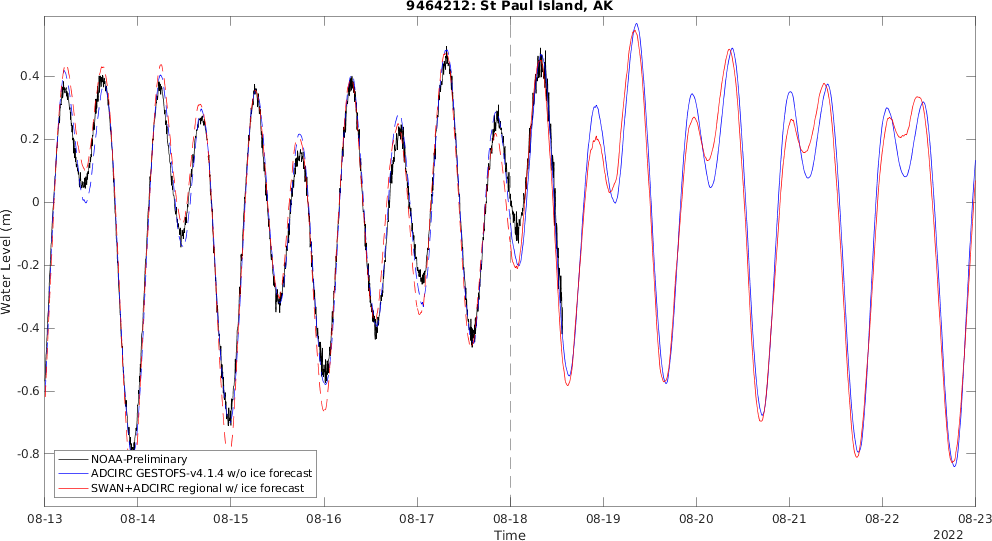 9464212: St Paul Island, AK
Water Level (m)
0.4
0.2
0
-0.2
-0.4
-0.6
-0.8
NOAA-Preliminary
ADCIRC GESTOFS-v4.1.4 w/o ice forecast
SWAN+ADCIRC regional w/ ice forecast
08-13 08-14 08-15 08-16 08-17 08-18 08-19 08-20 08-21 08-22 08-23
Time
2022